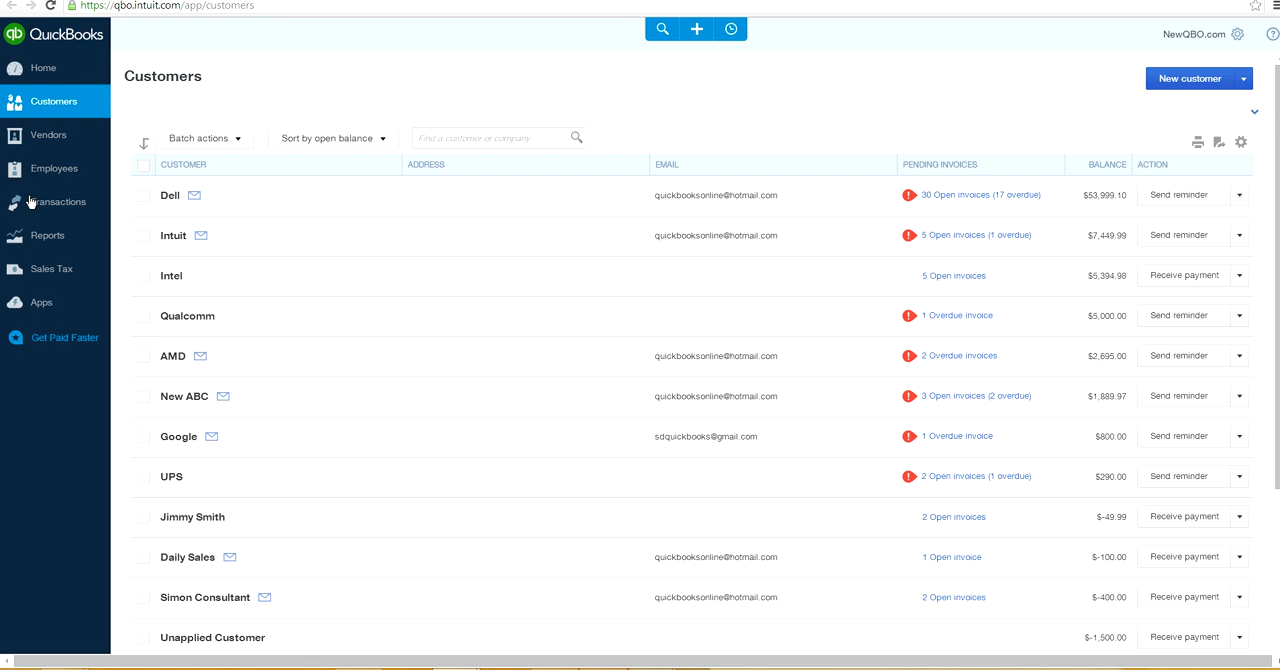 https://qbo.intuit.com/app/customers
qb QuickBooks
NewQBO.com
Home
Customers
Vendors
Employees
Transactions
Reports
Sales Tax
Apps
Get Paid Faster
Customers
New customer
Batch actions Sort by open balance Find a customer or company
CUSTOMER ADDRESS EMAIL PENDING INVOICES BALANCE ACTION
Dell quickbooksonline@hotmail.com 30 Open invoices (17 overdue) $53,999.10 Send reminder
Intuit quickbooksonline@hotmail.com 5 Open invoices (1 overdue) $7,449.99 Send reminder
Intel 5 Open invoices $5,394.98 Receive payment
Qualcomm 1 Overdue invoice $5,000.00 Send reminder
AMD quickbooksonline@hotmail.com 2 Overdue invoices $2,695.00 Send reminder
New ABC quickbooksonline@hotmail.com 3 Open invoices (2 overdue) $1,889.97 Send reminder
Google sdquickbooks@gmail.com 1 Overdue invoice $800.00 Send reminder
UPS 2 Open invoices (1 overdue) $290.00 Send reminder
Jimmy Smith 2 Open invoices $-49.99 Receive payment
Daily Sales quickbooksonline@hotmail.com 1 Open invoice $-100.00 Receive payment
Simon Consultant quickbooksonline@hotmail.com 2 Open invoices $-400.00 Receive payment
Unapplied Customer $-1,500.00 Receive payment